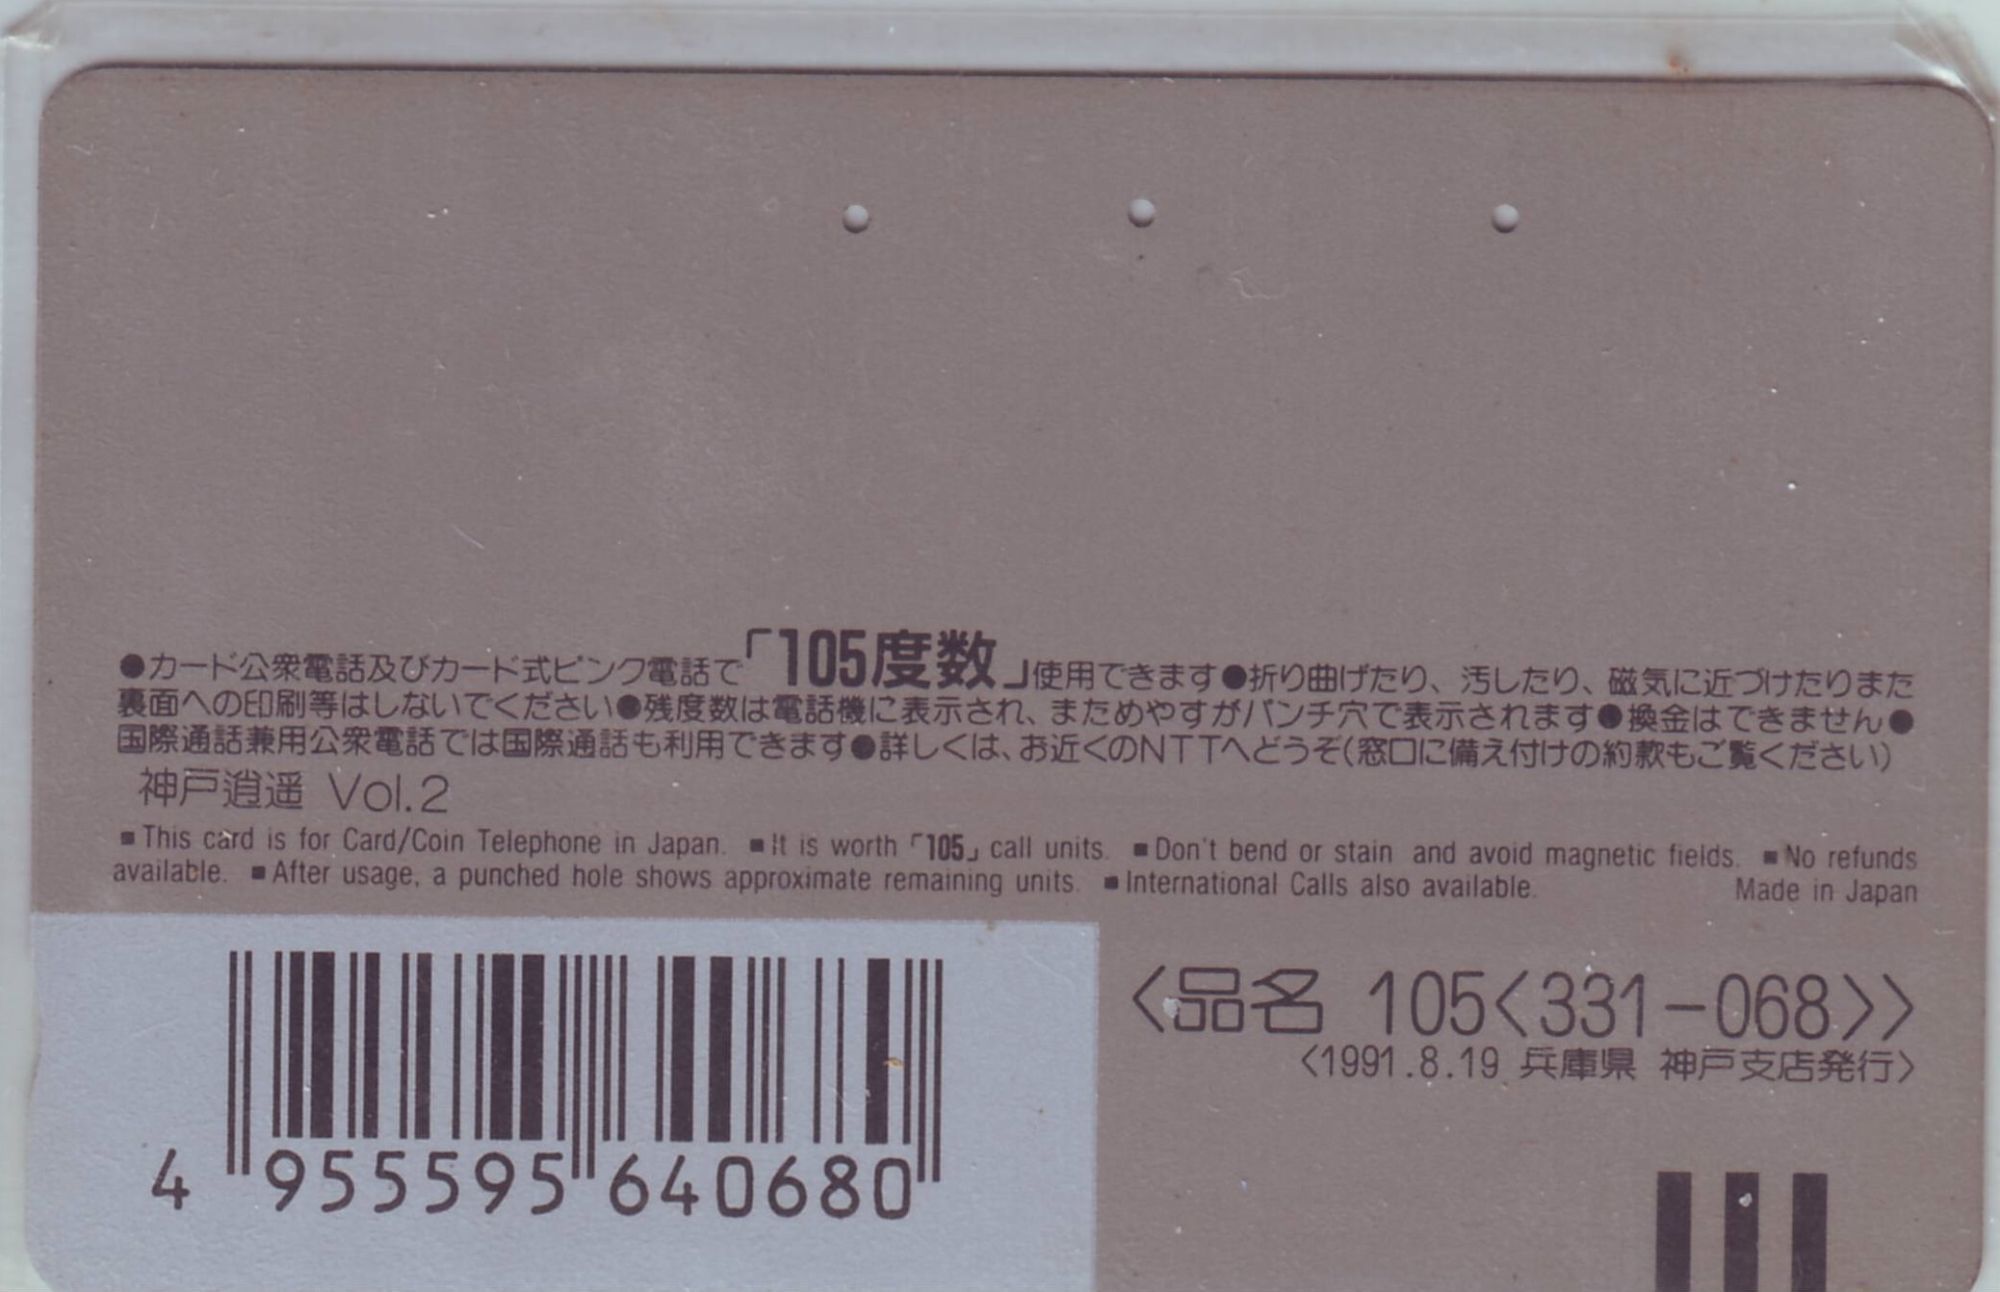 ●カード公衆電話及びカード式ピンク電話で「105度数」使用できます●折り曲げたり、汚したり、磁気に近づけたりまた
裏面への印刷等はしないでください●残度数は電話機に表示され、まためやすがパンチ穴で表示されます●換金はできません●
国際通話兼用公衆電話では国際通話も利用できます●詳しくは、お近くのNTTへどうぞ(窓口に備え付けの約款もご覧ください)
神戸逍遥 Vol.2
■This card is for Card/Coin Telephone in Japan. ■It is worth「105」call units. ■Don't bend or stain and avoid magnetic fields. ■No refunds
available. ■After usage, a punched hole shows approximate remaining units. ■International Calls also available. Made in Japan
<品名 105<331-068>>
<1991.8.19 兵庫県 神戸支店発行>
4 955595 640680